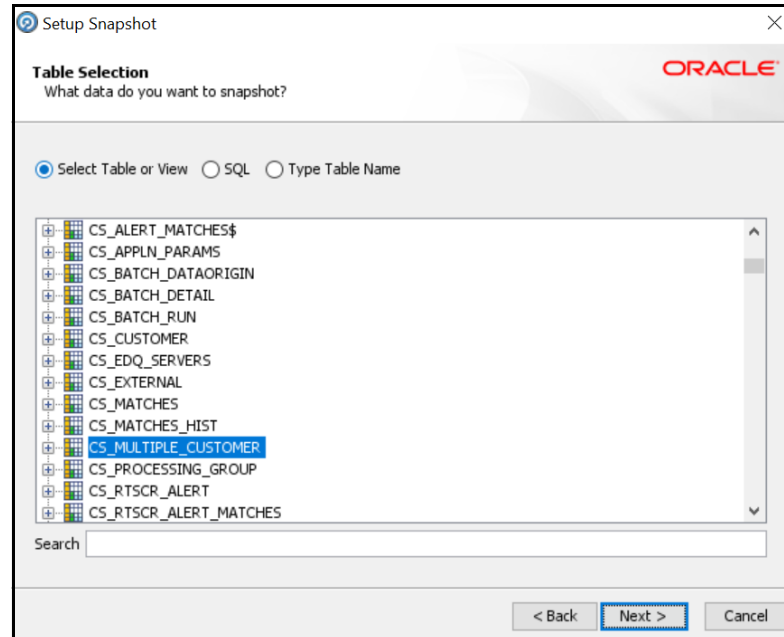 Setup Snapshot
Table Selection
What data do you want to snapshot?
ORACLE
Select Table or View SQL Type Table Name
CS_ALERT_MATCHES$
CS_APPLN_PARAMS
CS_BATCH_DATAORIGIN
CS_BATCH_DETAIL
CS_BATCH_RUN
CS_CUSTOMER
CS_EDQ_SERVERS
CS_EXTERNAL
CS_MATCHES
CS_MATCHES_HIST
CS_MULTIPLE_CUSTOMER
CS_PROCESSING_GROUP
CS_RTSCR_ALERT
CS_RTSCR_ALERT_MATCHES
Search
< Back Next > Cancel